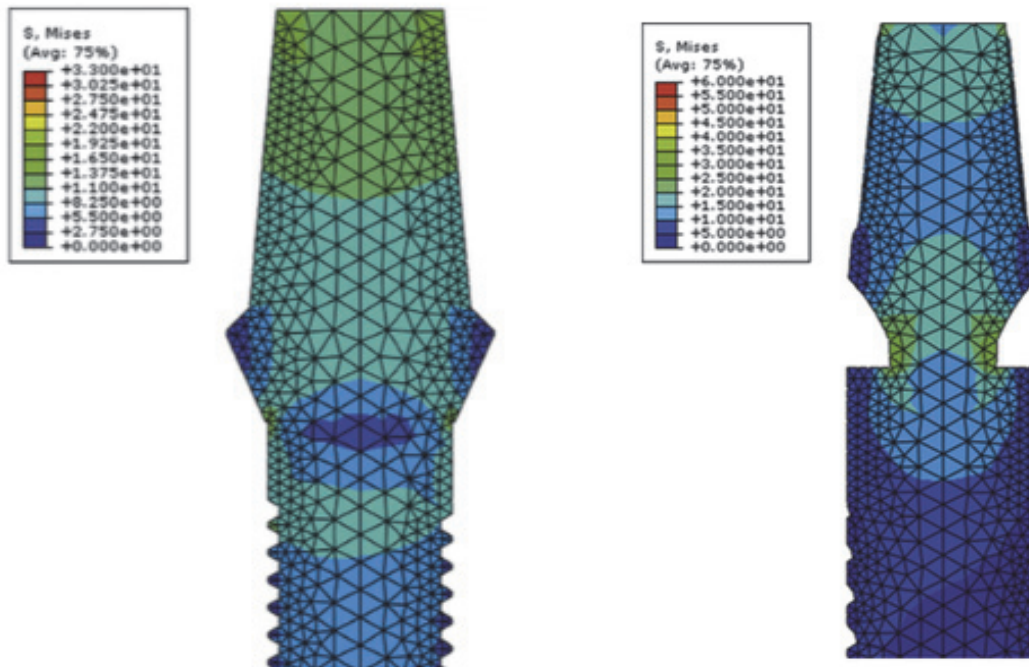 S, Mises
(Avg: 75%)
+3.300e+01
+3.025e+01
+2.750e+01
+2.475e+01
+2.200e+01
+1.925e+01
+1.650e+01
+1.375e+01
+1.100e+01
+8.250e+00
+5.500e+00
+2.750e+00
+0.000e+00
S, Mises
(Avg: 75%)
+6.000e+01
+5.500e+01
+5.000e+01
+4.500e+01
+4.000e+01
+3.500e+01
+3.000e+01
+2.500e+01
+2.000e+01
+1.500e+01
+1.000e+01
+5.000e+00
+0.000e+00